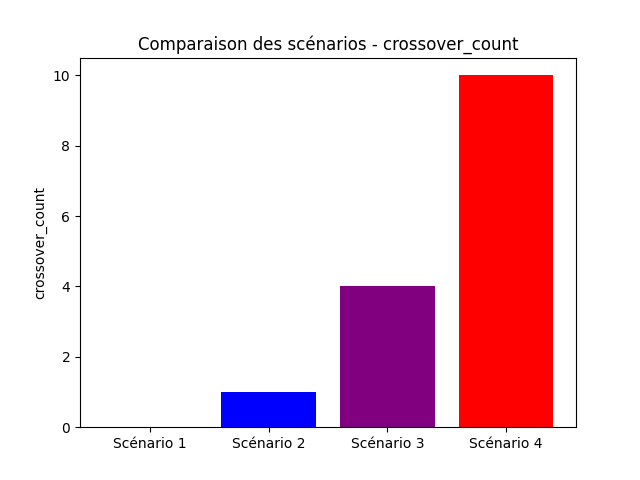 Comparaison des scénarios - crossover_count
10
8
6
4
2
0
crossover_count
Scénario 1
Scénario 2
Scénario 3
Scénario 4